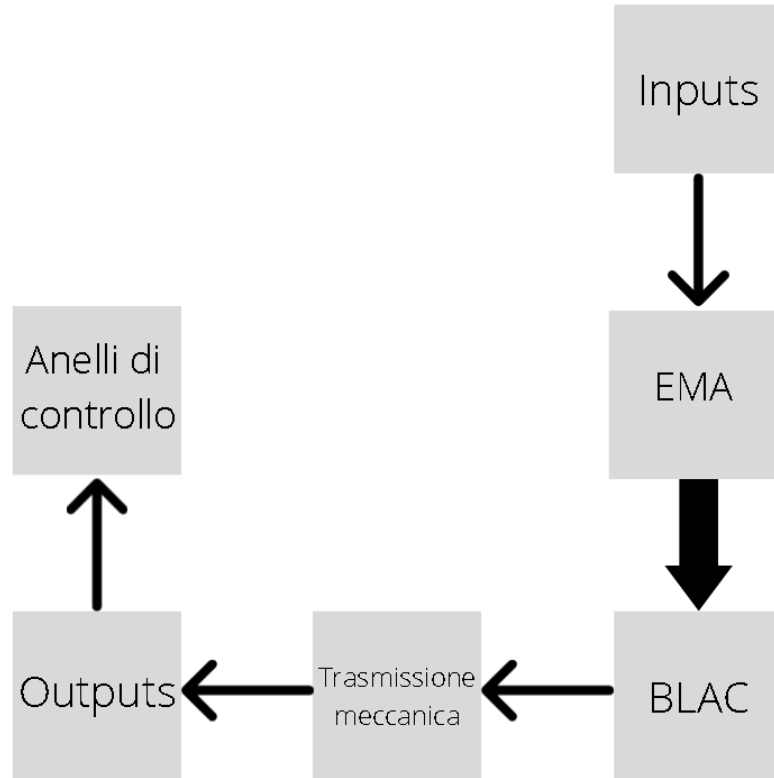 Inputs
Anelli di
controllo
EMA
Outputs
Trasmissione
meccanica
BLAC